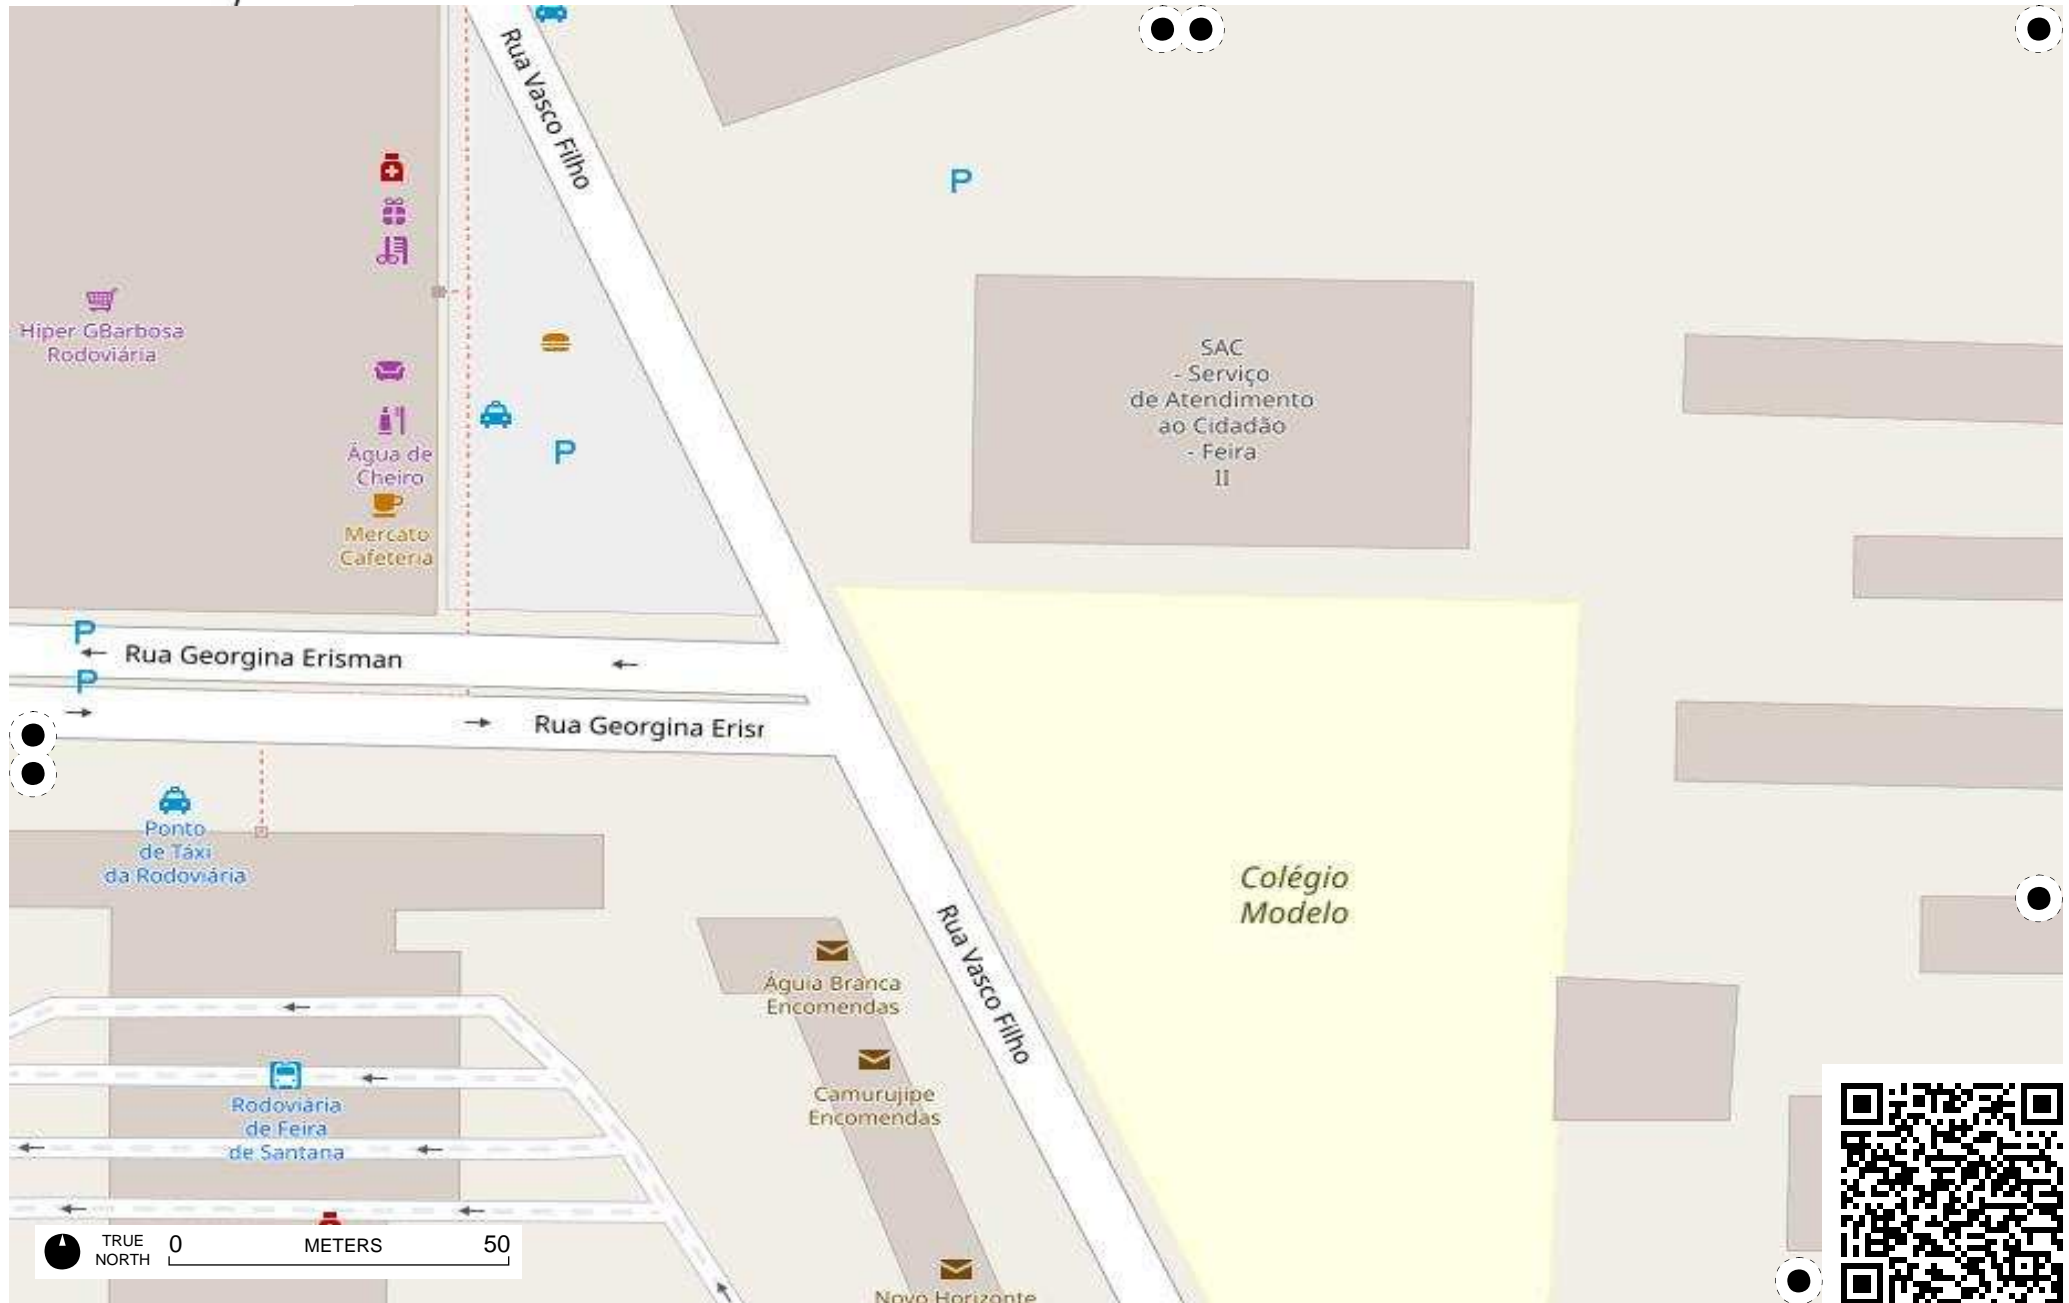 Rua Vasco Filho
P
Hiper GBarbosa
Rodoviária
SAC
- Serviço
de Atendimento
ao Cidadão
- Feira
II
P
Água de
Cheiro
Mercato
Cafeteria
P
Rua Georgina Erisman
P
Rua Georgina Eris
Ponto
de Táxi
da Rodoviária
Colégio
Modelo
Rua Vasco Filho
Águia Branca
Encomendas
Camurujipe
Encomendas
Rodoviária
de Feira
de Santana
TRUE
NORTH
0 METERS 50
Novo Horizonte